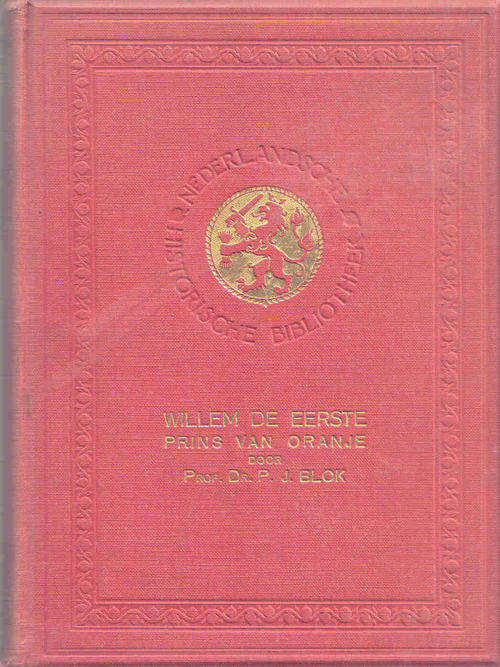 NEDERLANDSCHE HISTORISCHE BIBLIOTHEEK
WILLEM DE EERSTE
PRINS VAN ORANJE
DOOR
PROF. DR. P. J. BLOK